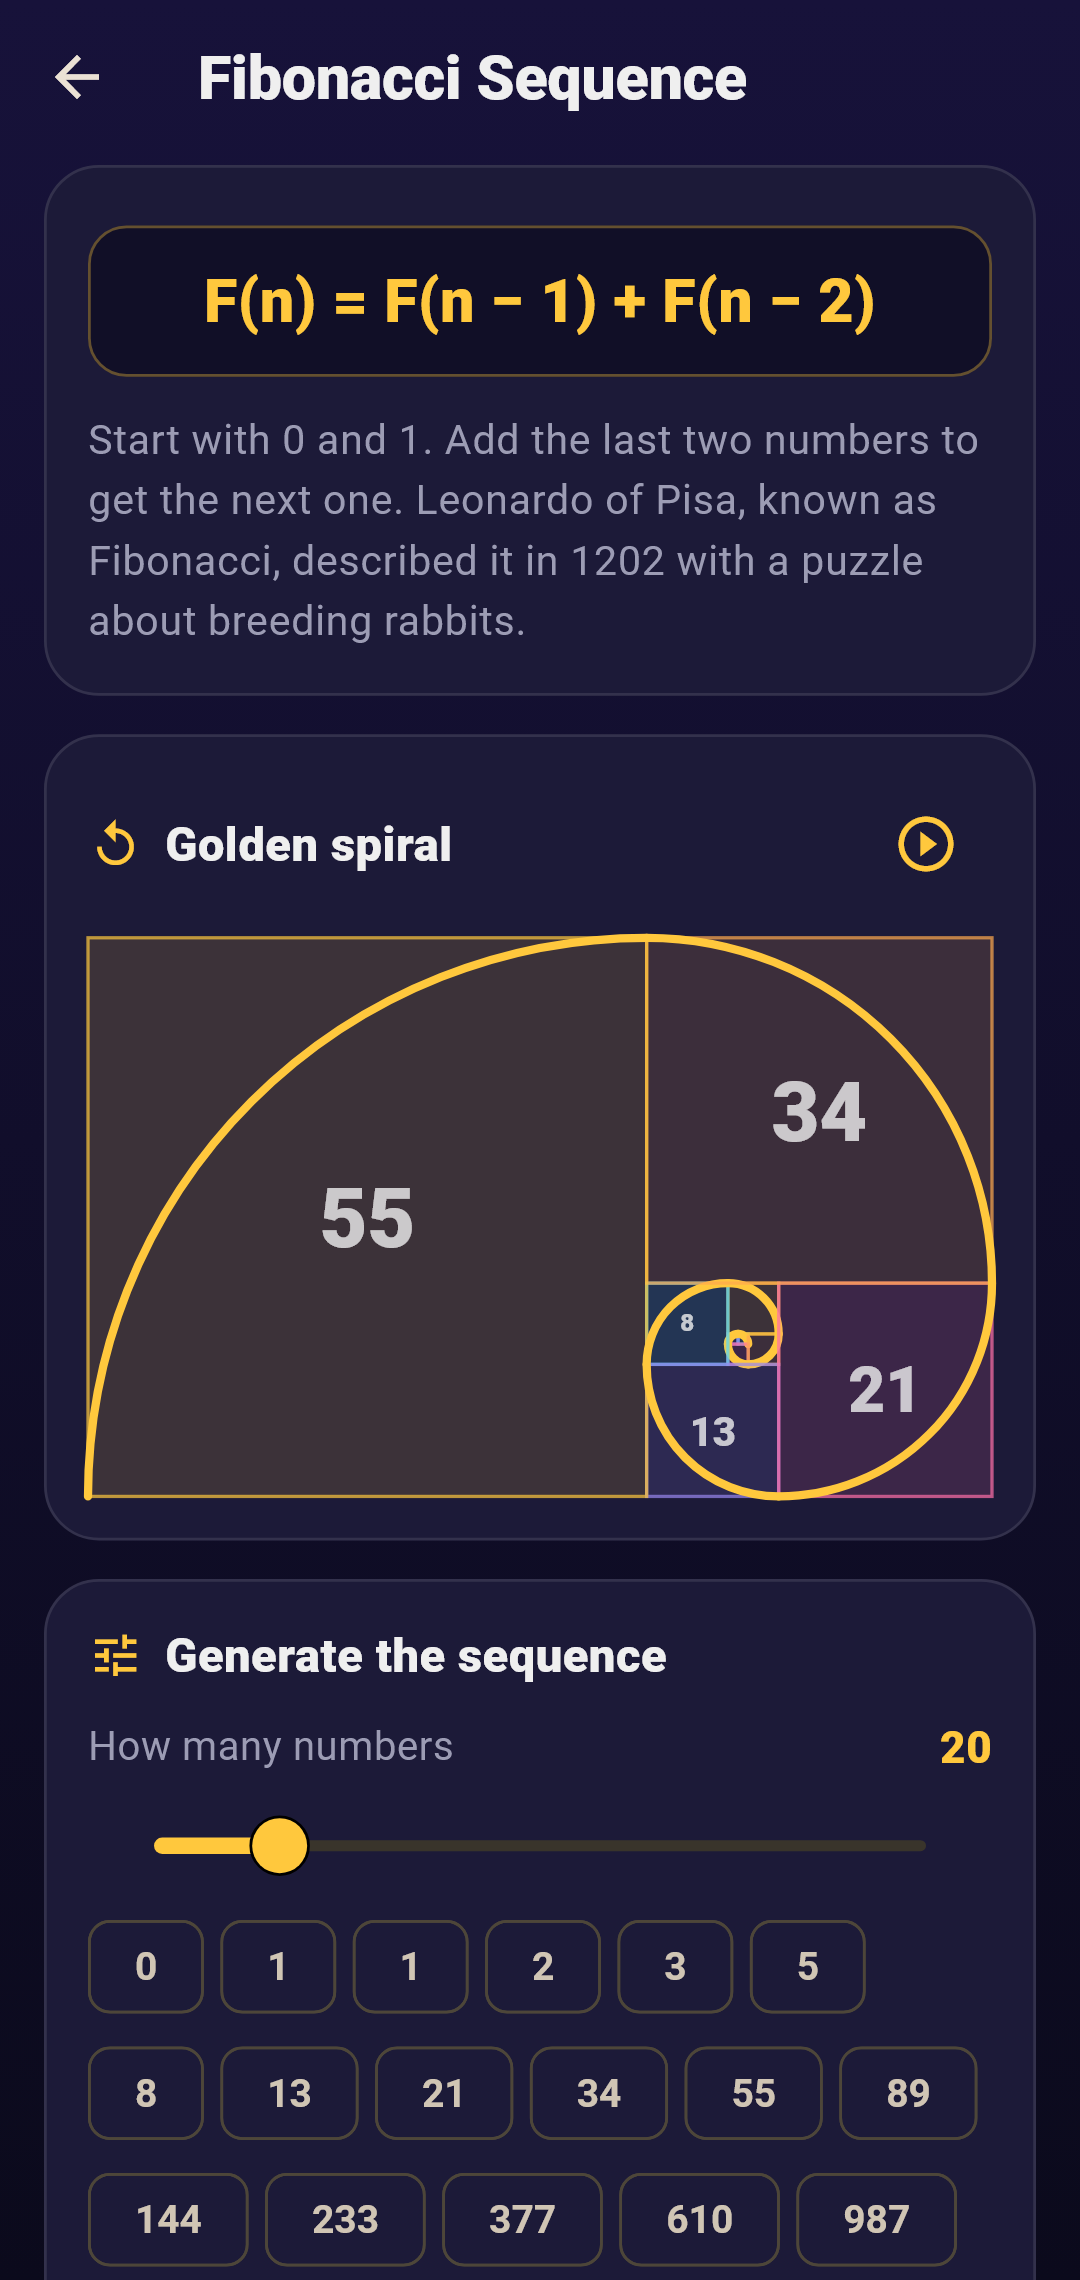 Fibonacci Sequence
F(n) = F(n − 1) + F(n − 2)
Start with 0 and 1. Add the last two numbers to
get the next one. Leonardo of Pisa, known as
Fibonacci, described it in 1202 with a puzzle
about breeding rabbits.
Golden spiral
34
55
8
21
13
Generate the sequence
How many numbers 20
0 1 1 2 3 5
8 13 21 34 55 89
144 233 377 610 987